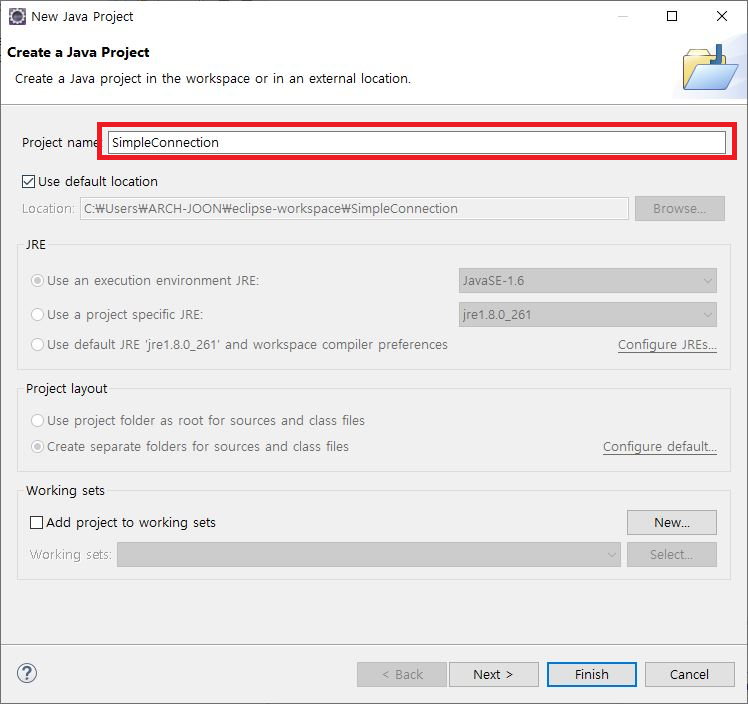 New Java Project
Create a Java Project
Create a Java project in the workspace or in an external location.
Project name: SimpleConnection
Use default location
Location: C:₩Users₩ARCH-JOON₩eclipse-workspace₩SimpleConnection Browse...
JRE
Use an execution environment JRE: JavaSE-1.6
Use a project specific JRE: jre1.8.0_261
Use default JRE 'jre1.8.0_261' and workspace compiler preferences Configure JREs...
Project layout
Use project folder as root for sources and class files
Create separate folders for sources and class files Configure default...
Working sets
Add project to working sets New...
Working sets: Select...
? < Back Next > Finish Cancel